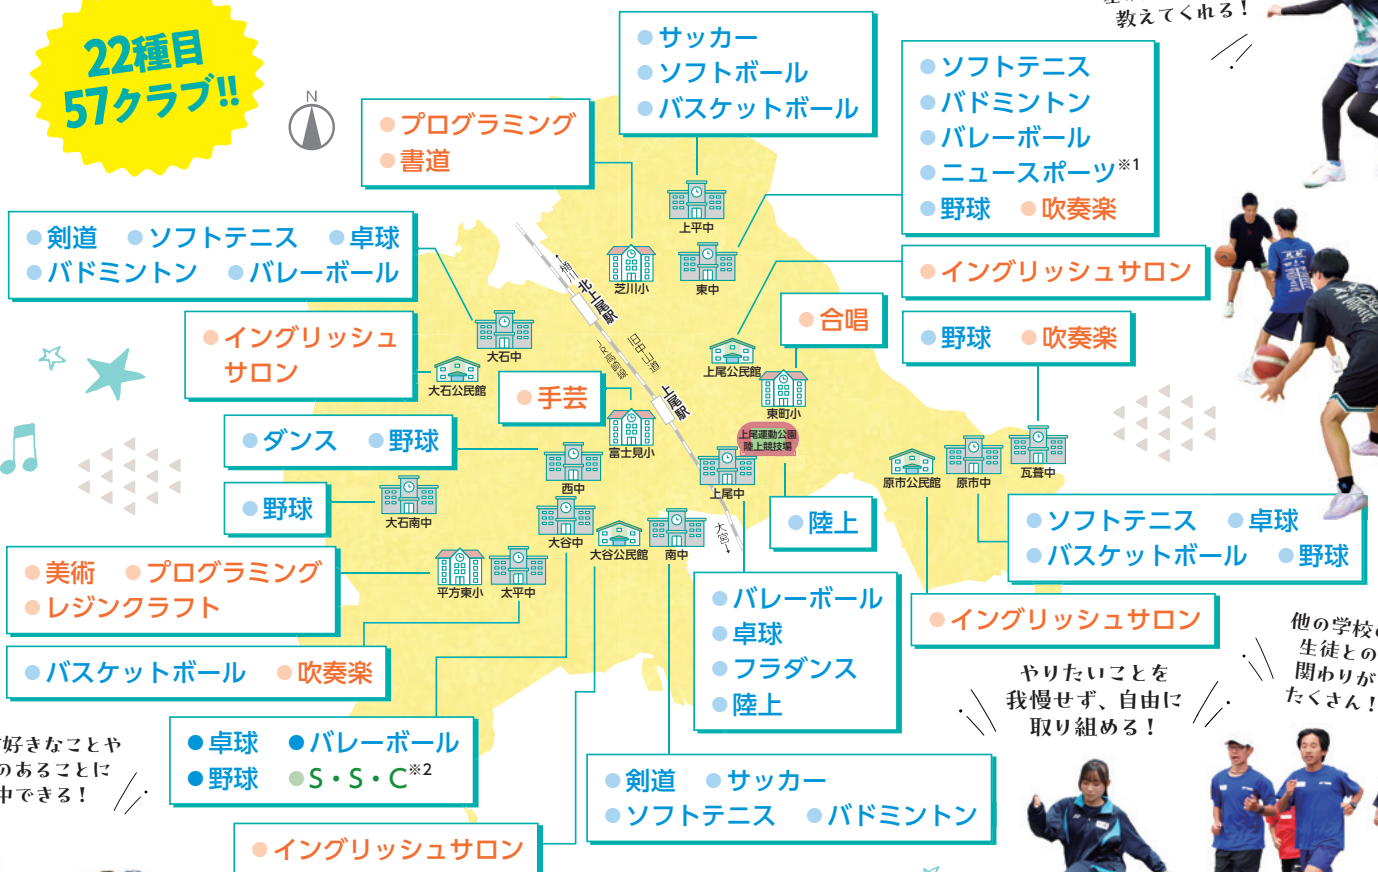 22種目
57クラブ!!
N
教えてくれる!
サッカー
ソフトボール
バスケットボール
ソフトテニス
バドミントン
バレーボール
ニュースポーツ※1
野球 吹奏楽
プログラミング
書道
剣道 ソフトテニス 卓球
バドミントン バレーボール
イングリッシュサロン
イングリッシュ
サロン
合唱
野球 吹奏楽
手芸
ダンス 野球
野球
陸上
ソフトテニス 卓球
バスケットボール 野球
美術 プログラミング
レジンクラフト
バスケットボール 吹奏楽
バレーボール
卓球
フラダンス
陸上
イングリッシュサロン
卓球 バレーボール
野球 S・S・C※2
剣道 サッカー
ソフトテニス バドミントン
イングリッシュサロン
上平中
芝川小
東中
←桶川
北上尾駅
JR高崎線
旧中山道
上尾駅
大宮→
大石中
大石公民館
上尾公民館
東町小
富士見小
上尾運動公園
陸上競技場
西中
上尾中
原市公民館
原市中
瓦葺中
大石南中
大谷中
大谷公民館
南中
平方東小
太平中
やりたいことを
我慢せず、自由に
取り組める!
他の学校の
生徒との
関わりが
たくさん!
好きなことや
のあることに
中できる!